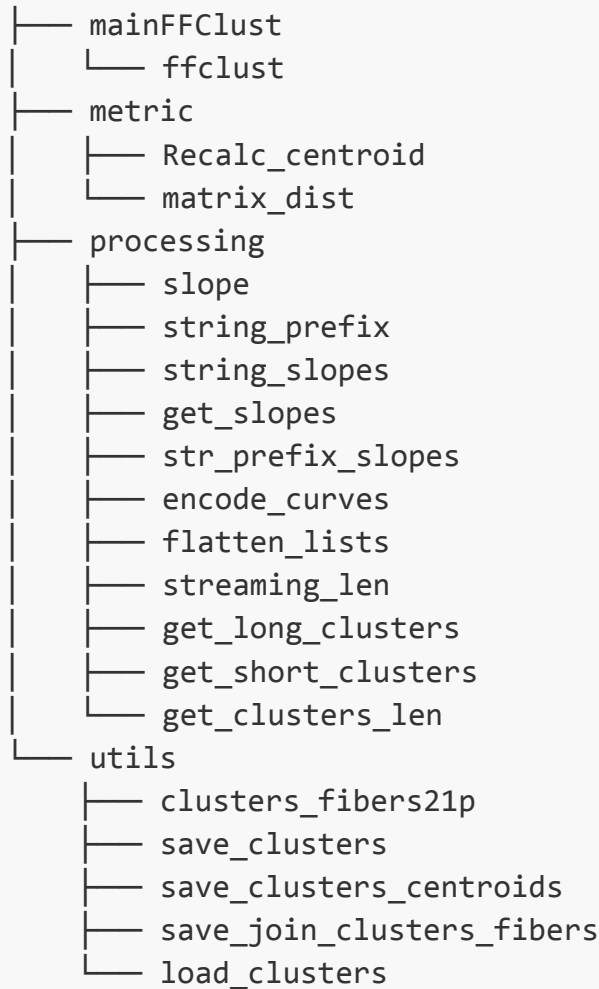 ├── mainFFClust
│   └── ffclust
├── metric
│   ├── Recalc_centroid
│   └── matrix_dist
├── processing
│   ├── slope
│   ├── string_prefix
│   ├── string_slopes
│   ├── get_slopes
│   ├── str_prefix_slopes
│   ├── encode_curves
│   ├── flatten_lists
│   ├── streaming_len
│   ├── get_long_clusters
│   ├── get_short_clusters
│   └── get_clusters_len
└── utils
    ├── clusters_fibers21p
    ├── save_clusters
    ├── save_clusters_centroids
    ├── save_join_clusters_fibers
    └── load_clusters